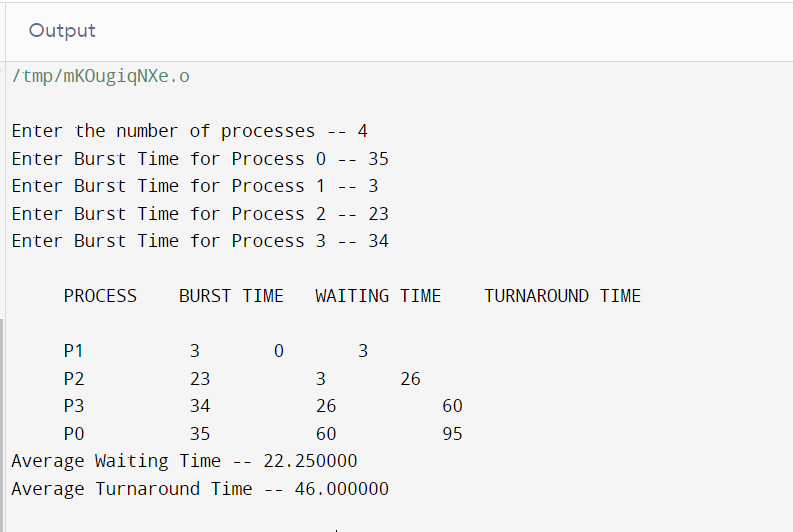 Output
/tmp/mKOugiqNXe.o
Enter the number of processes -- 4
Enter Burst Time for Process 0 -- 35
Enter Burst Time for Process 1 -- 3
Enter Burst Time for Process 2 -- 23
Enter Burst Time for Process 3 -- 34
PROCESS BURST TIME WAITING TIME TURNAROUND TIME
P1 3 0 3
P2 23 3 26
P3 34 26 60
P0 35 60 95
Average Waiting Time -- 22.250000
Average Turnaround Time -- 46.000000